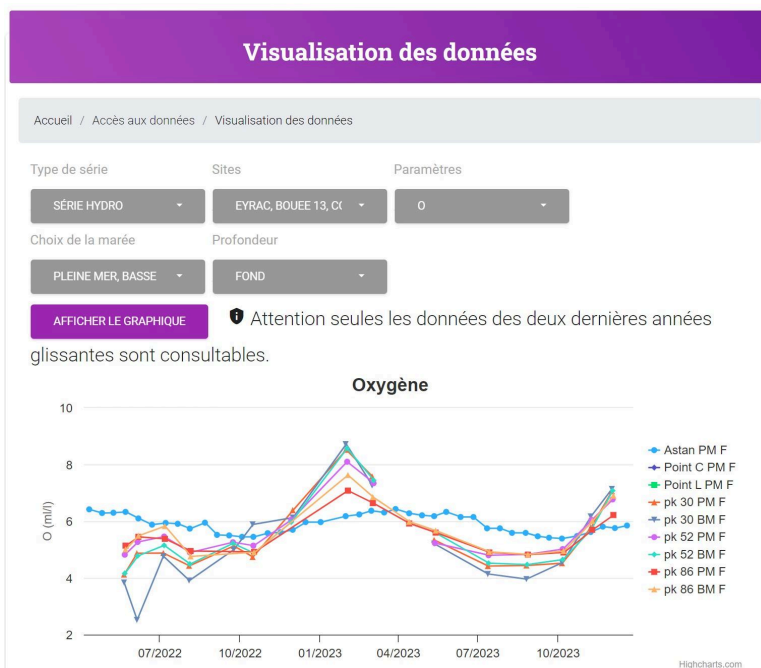 Visualisation des données
Accueil / Accès aux données / Visualisation des données
Type de série
Sites
Paramètres
SÉRIE HYDRO
EYRAC, BOUEE 13, CO
O
Choix de la marée
Profondeur
PLEINE MER, BASSE
FOND
AFFICHER LE GRAPHIQUE
Attention seules les données des deux dernières années
glissantes sont consultables.
Oxygène
10
8
6
4
2
O (ml/l)
07/2022
10/2022
01/2023
04/2023
07/2023
10/2023
Astan PM F
Point C PM F
Point L PM F
pk 30 PM F
pk 30 BM F
pk 52 PM F
pk 52 BM F
pk 86 PM F
pk 86 BM F
Highcharts.com